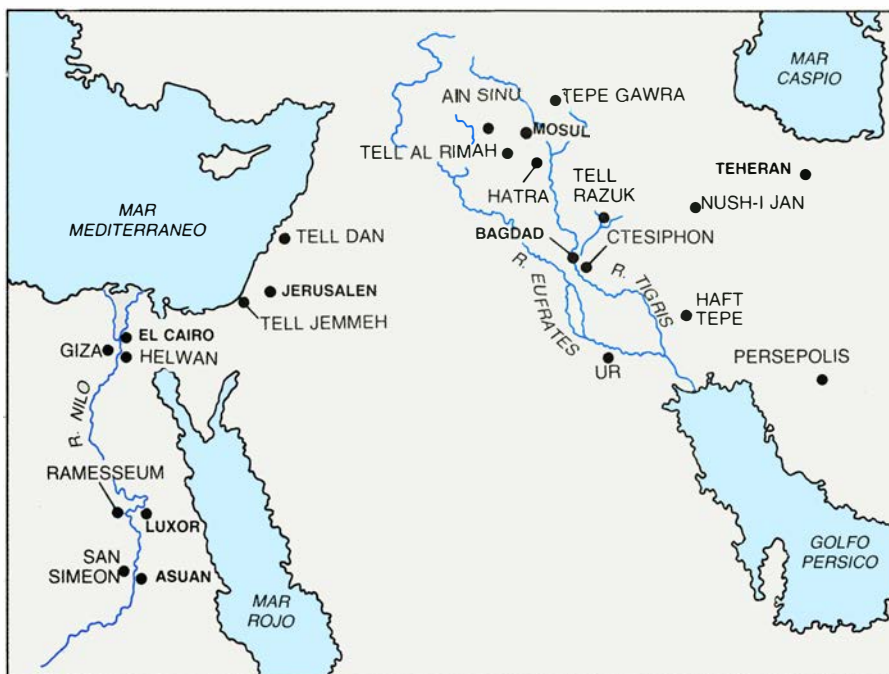 MAR
CASPIO
AIN SINU
TEPE GAWRA
MOSUL
TELL AL RIMAH
TEHERAN
HATRA
TELL
RAZUK
NUSH-I JAN
MAR
MEDITERRANEO
TELL DAN
BAGDAD
CTESIPHON
R. EUFRATES
R. TIGRIS
JERUSALEN
TELL JEMMEH
HAFT
TEPE
EL CAIRO
GIZA
HELWAN
UR
PERSEPOLIS
R. NILO
RAMESSEUM
LUXOR
SAN
SIMEON
ASUAN
GOLFO
PERSICO
MAR
ROJO